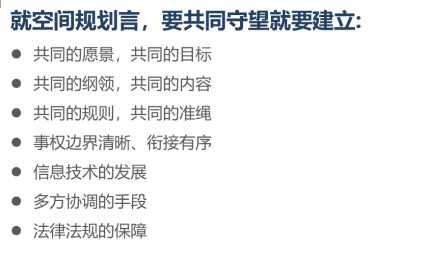 就空间规划言，要共同守望就要建立:
● 共同的愿景，共同的目标
● 共同的纲领，共同的内容
● 共同的规则，共同的准绳
● 事权边界清晰、衔接有序
● 信息技术的发展
● 多方协调的手段
● 法律法规的保障